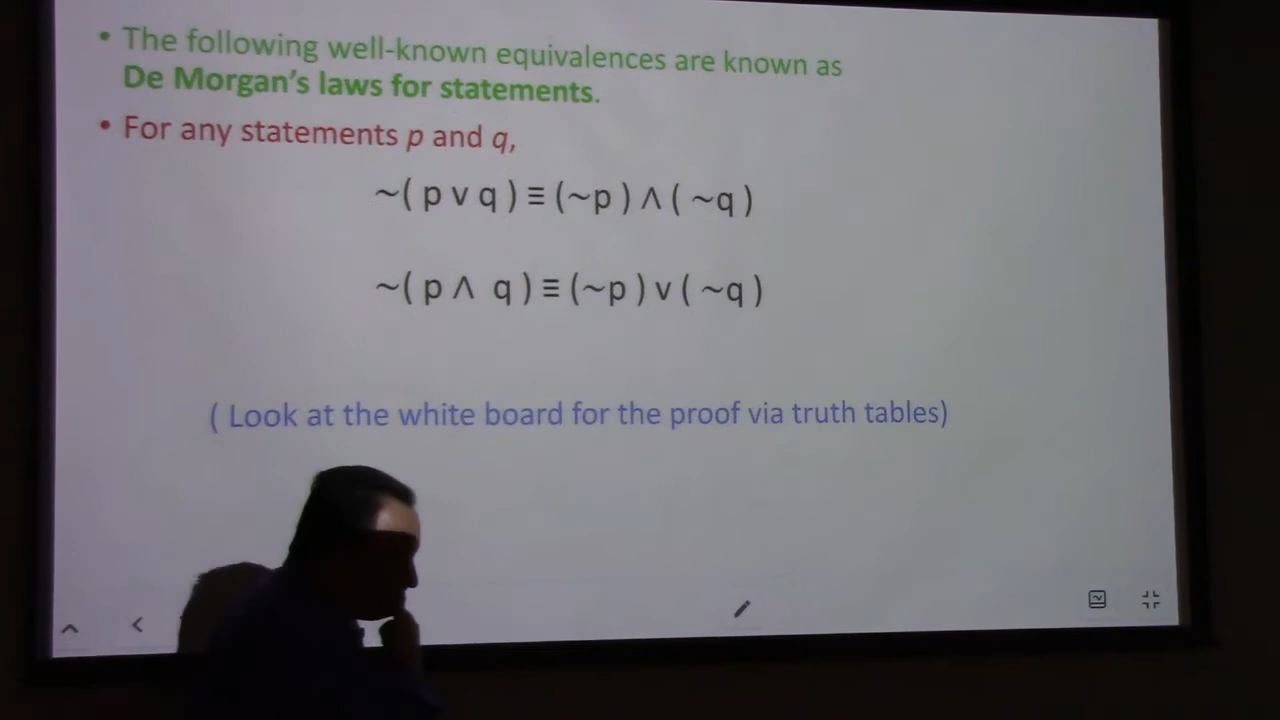 • The following well-known equivalences are known as
De Morgan's laws for statements.
• For any statements p and q,
~( p v q ) ≡ (~p ) ∧ ( ~q )
~( p ∧ q ) ≡ (~p ) v ( ~q )
( Look at the white board for the proof via truth tables)